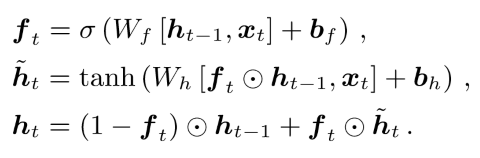 f_t = σ (W_f [h_{t−1}, x_t] + b_f) ,
h̃_t = tanh (W_h [f_t ⊙ h_{t−1}, x_t] + b_h) ,
h_t = (1 − f_t) ⊙ h_{t−1} + f_t ⊙ h̃_t .